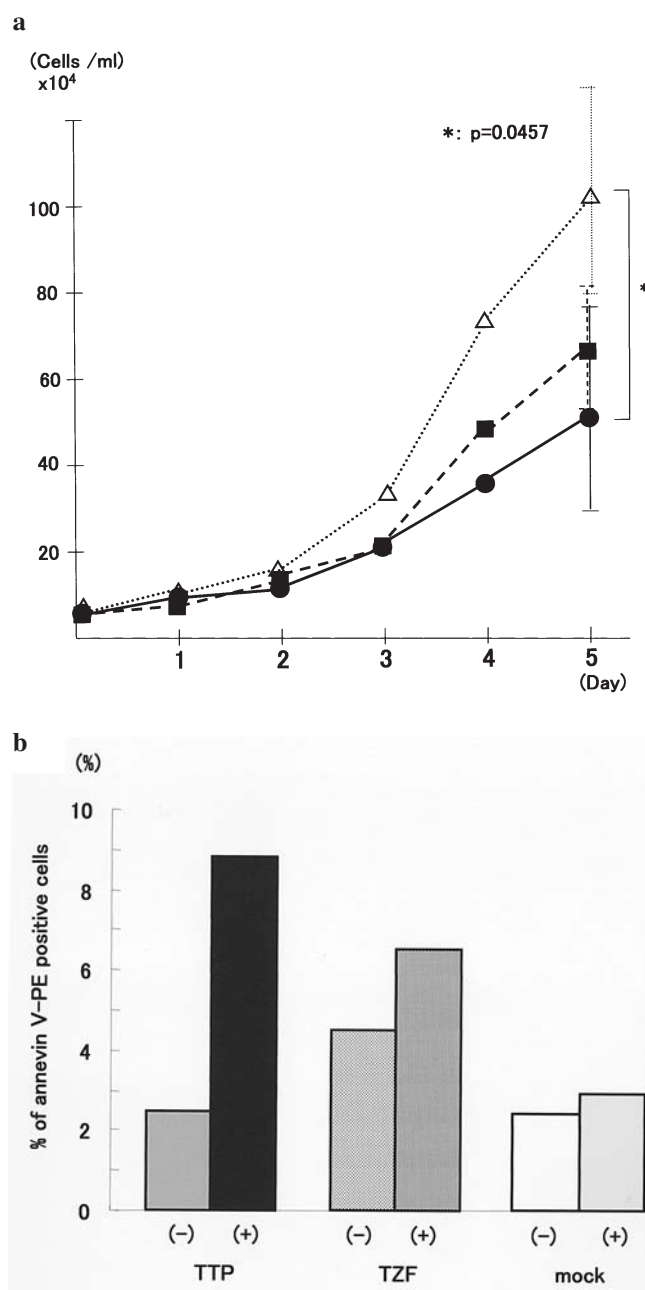 a
(Cells /ml)
x10⁴
*: p=0.0457
100
80
*
60
40
20
1 2 3 4 5
(Day)
b
(%)
% of annevin V-PE positive cells
10
8
6
4
2
0
(-) (+) (-) (+) (-) (+)
TTP TZF mock